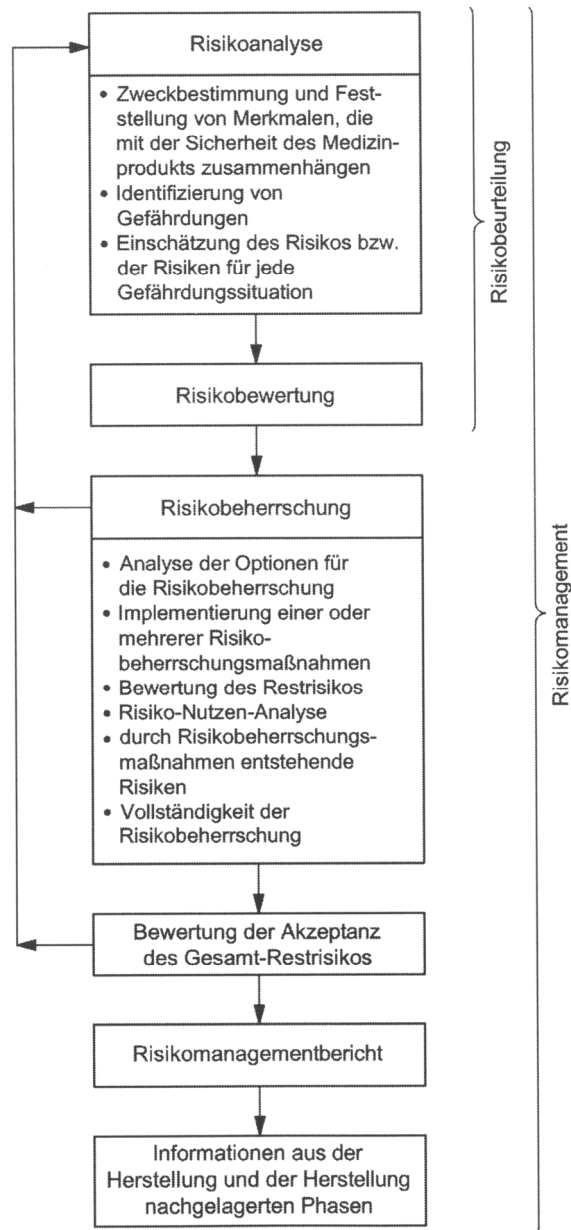 Risikoanalyse
• Zweckbestimmung und Fest-
stellung von Merkmalen, die
mit der Sicherheit des Medizin-
produkts zusammenhängen
• Identifizierung von
Gefährdungen
• Einschätzung des Risikos bzw.
der Risiken für jede
Gefährdungssituation
Risikobeurteilung
Risikobewertung
Risikobeherrschung
• Analyse der Optionen für
die Risikobeherrschung
• Implementierung einer oder
mehrerer Risiko-
beherrschungsmaßnahmen
• Bewertung des Restrisikos
• Risiko-Nutzen-Analyse
• durch Risikobeherrschungs-
maßnahmen entstehende
Risiken
• Vollständigkeit der
Risikobeherrschung
Risikomanagement
Bewertung der Akzeptanz
des Gesamt-Restrisikos
Risikomanagementbericht
Informationen aus der
Herstellung und der Herstellung
nachgelagerten Phasen